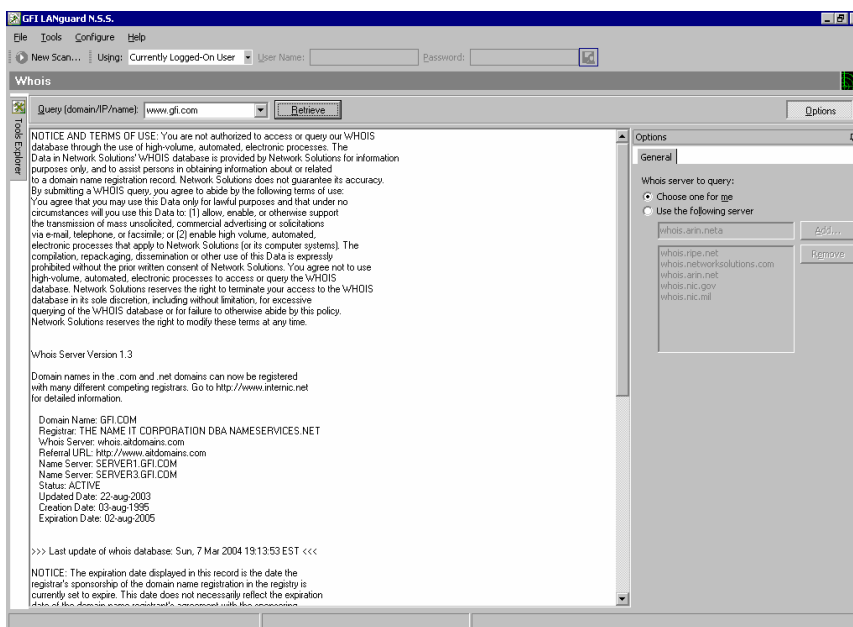 GFI LANguard N.S.S.
File Tools Configure Help
New Scan... Using: Currently Logged-On User User Name: Password:
Whois
Tools Explorer
Query (domain/IP/name): www.gfi.com Retrieve Options
NOTICE AND TERMS OF USE: You are not authorized to access or query our WHOIS
database through the use of high-volume, automated, electronic processes. The
Data in Network Solutions' WHOIS database is provided by Network Solutions for information
purposes only, and to assist persons in obtaining information about or related
to a domain name registration record. Network Solutions does not guarantee its accuracy.
By submitting a WHOIS query, you agree to abide by the following terms of use:
You agree that you may use this Data only for lawful purposes and that under no
circumstances will you use this Data to: (1) allow, enable, or otherwise support
the transmission of mass unsolicited, commercial advertising or solicitations
via e-mail, telephone, or facsimile; or (2) enable high volume, automated,
electronic processes that apply to Network Solutions (or its computer systems). The
compilation, repackaging, dissemination or other use of this Data is expressly
prohibited without the prior written consent of Network Solutions. You agree not to use
high-volume, automated, electronic processes to access or query the WHOIS
database. Network Solutions reserves the right to terminate your access to the WHOIS
database in its sole discretion, including without limitation, for excessive
querying of the WHOIS database or for failure to otherwise abide by this policy.
Network Solutions reserves the right to modify these terms at any time.
Whois Server Version 1.3
Domain names in the .com and .net domains can now be registered
with many different competing registrars. Go to http://www.internic.net
for detailed information.
Domain Name: GFI.COM
Registrar: THE NAME IT CORPORATION DBA NAMESERVICES.NET
Whois Server: whois.aitdomains.com
Referral URL: http://www.aitdomains.com
Name Server: SERVER1.GFI.COM
Name Server: SERVER3.GFI.COM
Status: ACTIVE
Updated Date: 22-aug-2003
Creation Date: 03-aug-1995
Expiration Date: 02-aug-2005
>>> Last update of whois database: Sun, 7 Mar 2004 19:13:53 EST <<<
NOTICE: The expiration date displayed in this record is the date the
registrar's sponsorship of the domain name registration in the registry is
currently set to expire. This date does not necessarily reflect the expiration
date of the domain name registrant's agreement with the sponsoring
Options
General
Whois server to query:
Choose one for me
Use the following server
whois.arin.neta Add...
whois.ripe.net Remove
whois.networksolutions.com
whois.arin.net
whois.nic.gov
whois.nic.mil